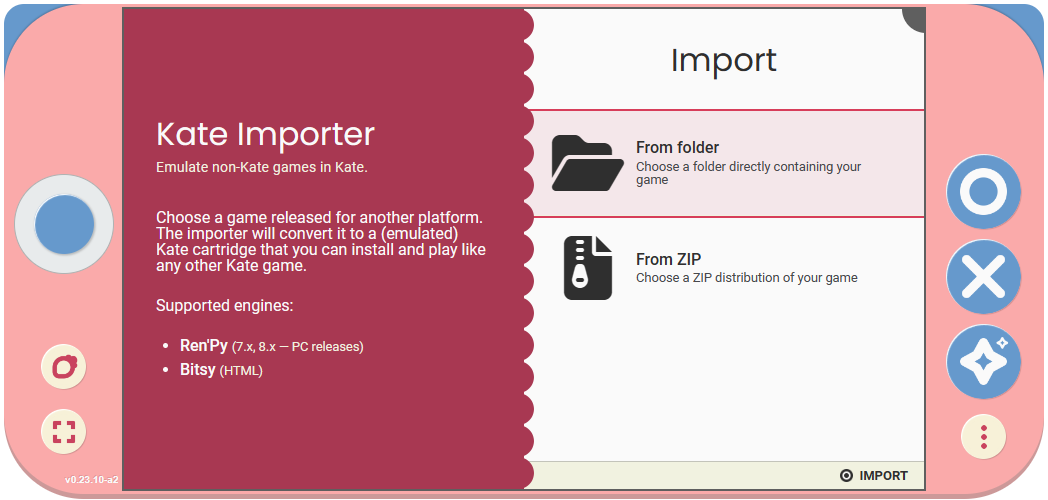 Kate Importer
Emulate non-Kate games in Kate.
Choose a game released for another platform.
The importer will convert it to a (emulated)
Kate cartridge that you can install and play like
any other Kate game.
Supported engines:
• Ren'Py (7.x, 8.x — PC releases)
• Bitsy (HTML)
Import
From folder
Choose a folder directly containing your
game
From ZIP
Choose a ZIP distribution of your game
IMPORT
v0.23.10-a2